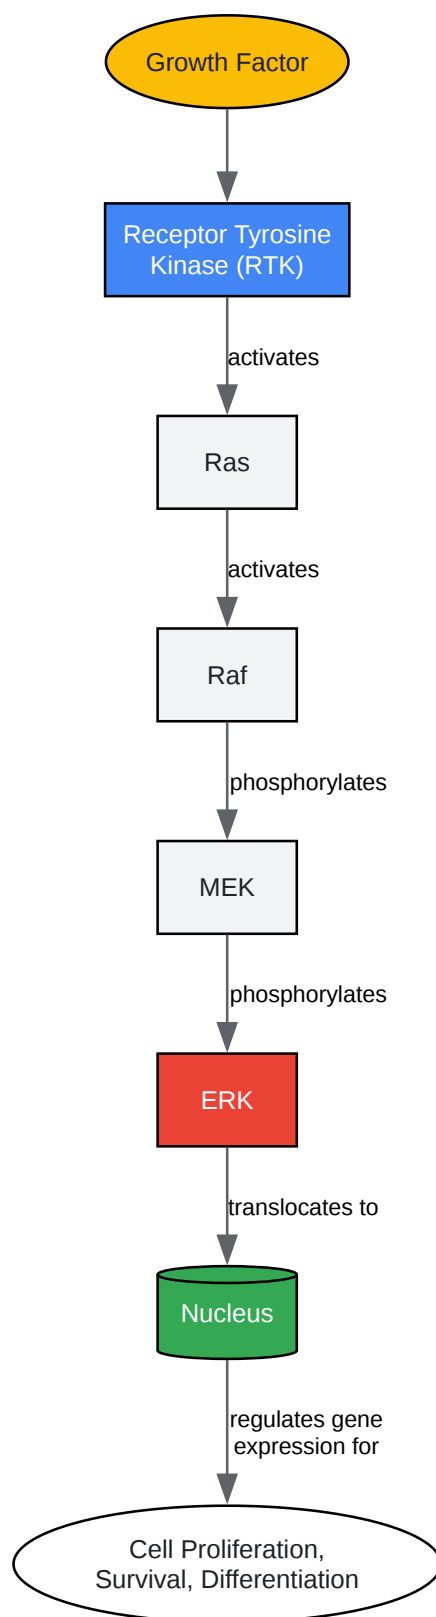 Growth Factor
Receptor Tyrosine
Kinase (RTK)
activates
Ras
activates
Raf
phosphorylates
MEK
phosphorylates
ERK
translocates to
Nucleus
regulates gene
expression for
Cell Proliferation,
Survival, Differentiation